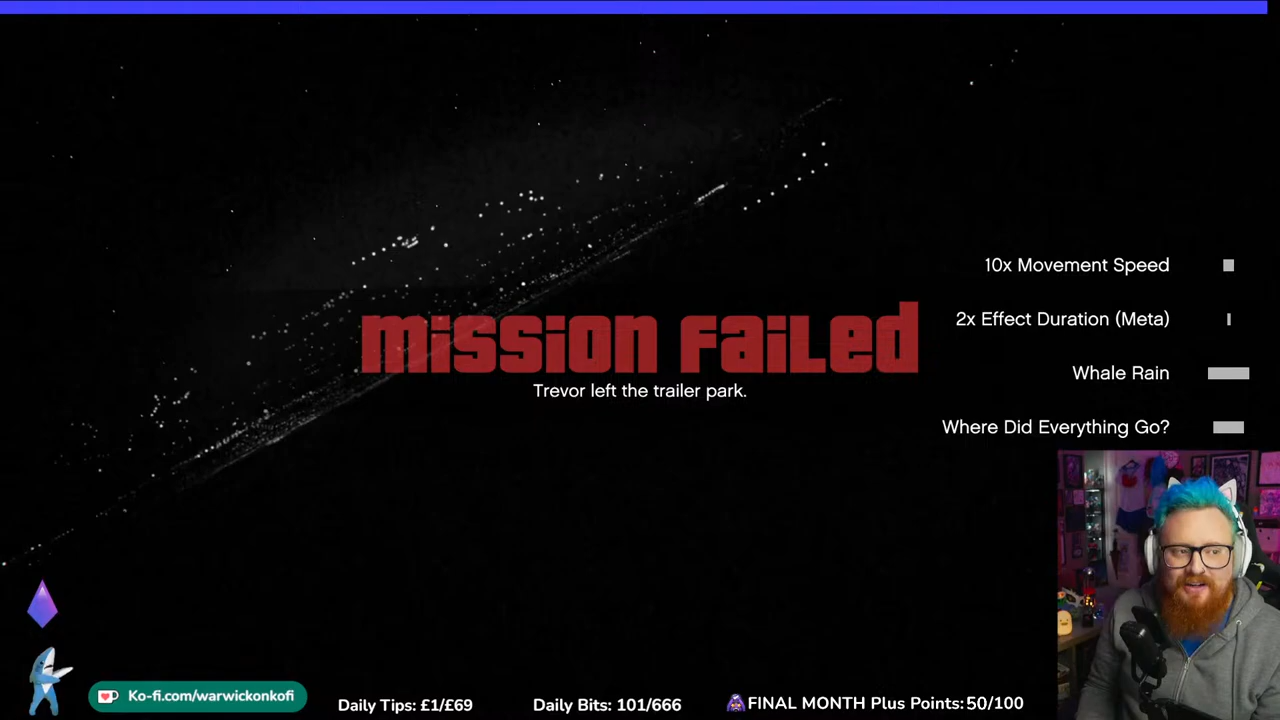 10x Movement Speed
2x Effect Duration (Meta)
mission Failed
Whale Rain
Trevor left the trailer park.
Where Did Everything Go?
Ko-fi.com/warwickonkofi
Daily Tips: £1/£69
Daily Bits: 101/666
FINAL MONTH Plus Points: 50/100